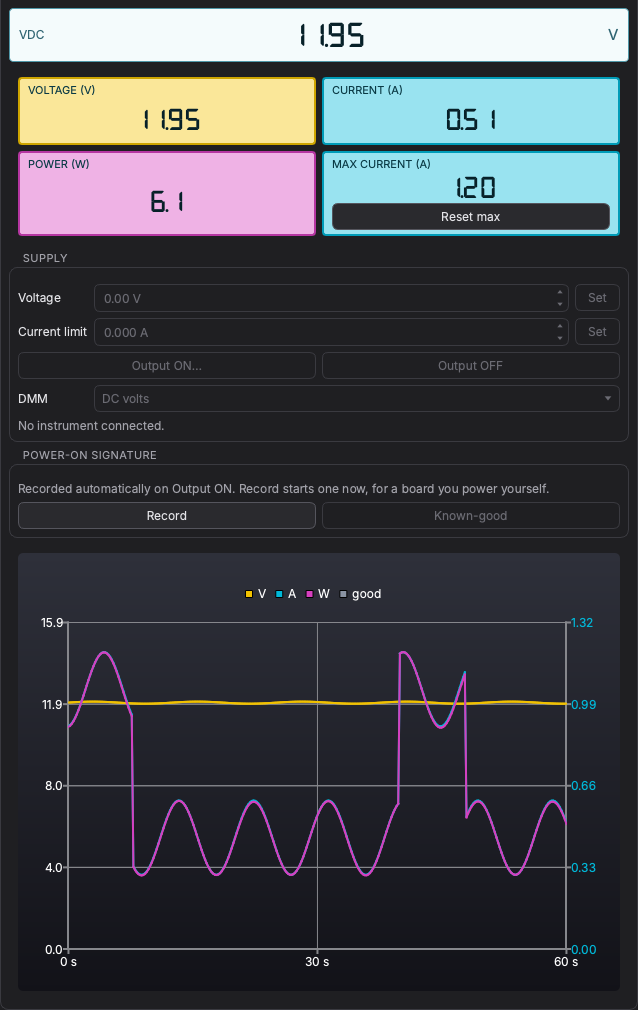 VDC 11.95 V
VOLTAGE (V) CURRENT (A)
11.95 0.51
POWER (W) MAX CURRENT (A)
6.1 1.20
Reset max
SUPPLY
Voltage 0.00 V Set
Current limit 0.000 A Set
Output ON... Output OFF
DMM DC volts
No instrument connected.
POWER-ON SIGNATURE
Recorded automatically on Output ON. Record starts one now, for a board you power yourself.
Record Known-good
V A W good
15.9 1.32
11.9 0.99
8.0 0.66
4.0 0.33
0.0 0.00
0 s 30 s 60 s